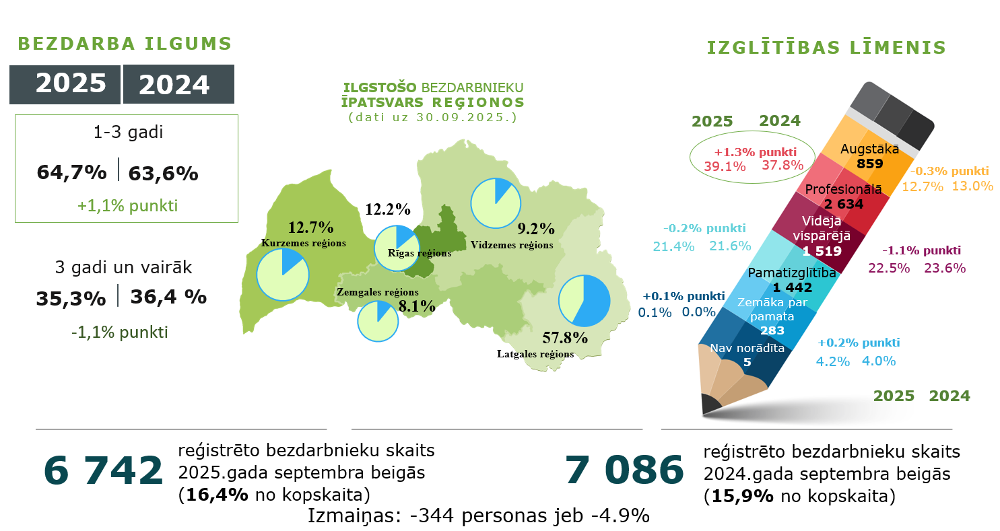 BEZDARBA ILGUMS
2025 2024
1-3 gadi
64,7% 63,6%
+1,1% punkti
3 gadi un vairāk
35,3% 36,4 %
-1,1% punkti
ILGSTOŠO BEZDARBNIEKU
ĪPATSVARS REĢIONOS
(dati uz 30.09.2025.)
12.7%
Kurzemes reģions
12.2%
Rīgas reģions
9.2%
Vidzemes reģions
Zemgales reģions
8.1%
57.8%
Latgales reģions
IZGLĪTĪBAS LĪMENIS
2025 2024
+1.3% punkti
39.1% 37.8%
Augstākā
859
-0.3% punkti
12.7% 13.0%
Profesionālā
2 634
Vidējā
vispārējā
1 519
-0.2% punkti
21.4% 21.6%
-1.1% punkti
22.5% 23.6%
Pamatizglītība
1 442
+0.1% punkti
0.1% 0.0%
Zemāka par
pamata
283
Nav norādīta
5
+0.2% punkti
4.2% 4.0%
2025 2024
6 742
reģistrēto bezdarbnieku skaits
2025.gada septembra beigās
(16,4% no kopskaita)
7 086
reģistrēto bezdarbnieku skaits
2024.gada septembra beigās
(15,9% no kopskaita)
Izmaiņas: -344 personas jeb -4.9%